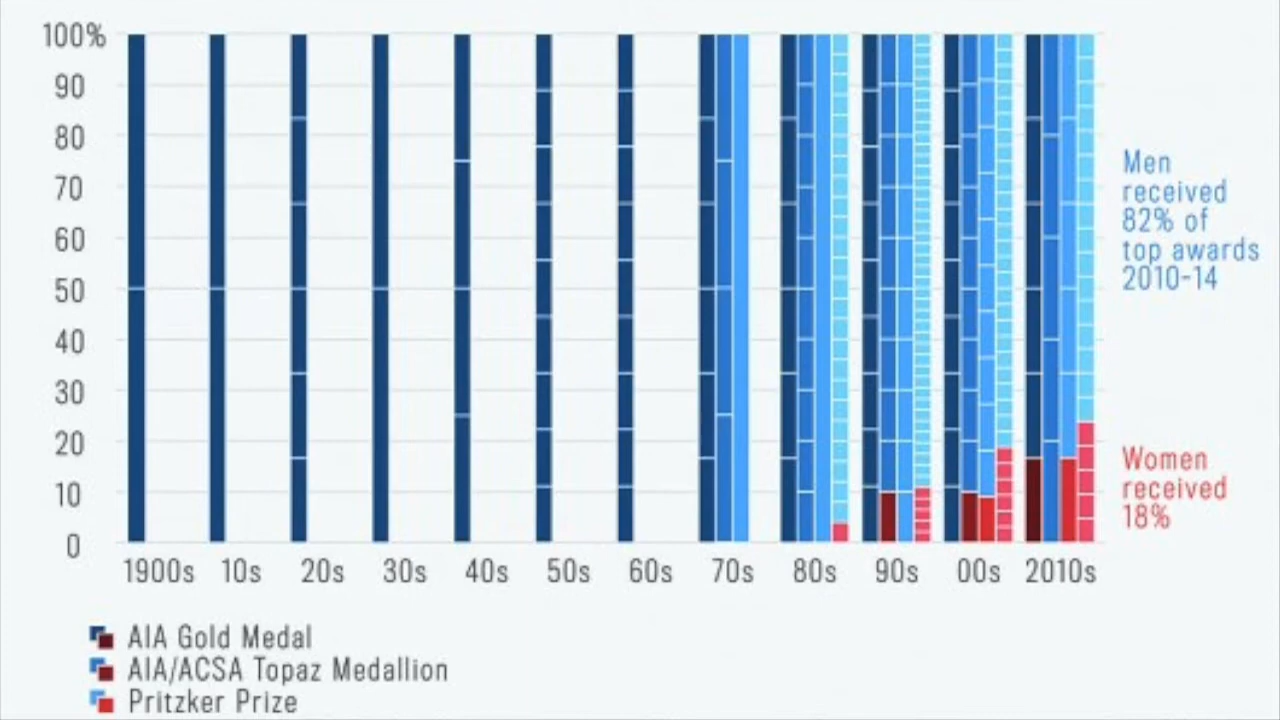 100%
90
80
70
60
50
40
30
20
10
0
1900s 10s 20s 30s 40s 50s 60s 70s 80s 90s 00s 2010s
Men
received
82% of
top awards
2010-14
Women
received
18%
AIA Gold Medal
AIA/ACSA Topaz Medallion
Pritzker Prize